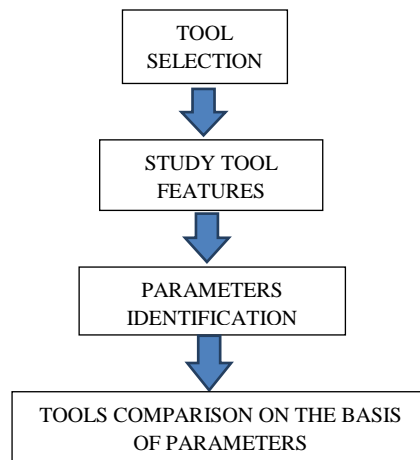 TOOL
SELECTION
STUDY TOOL
FEATURES
PARAMETERS
IDENTIFICATION
TOOLS COMPARISON ON THE BASIS
OF PARAMETERS